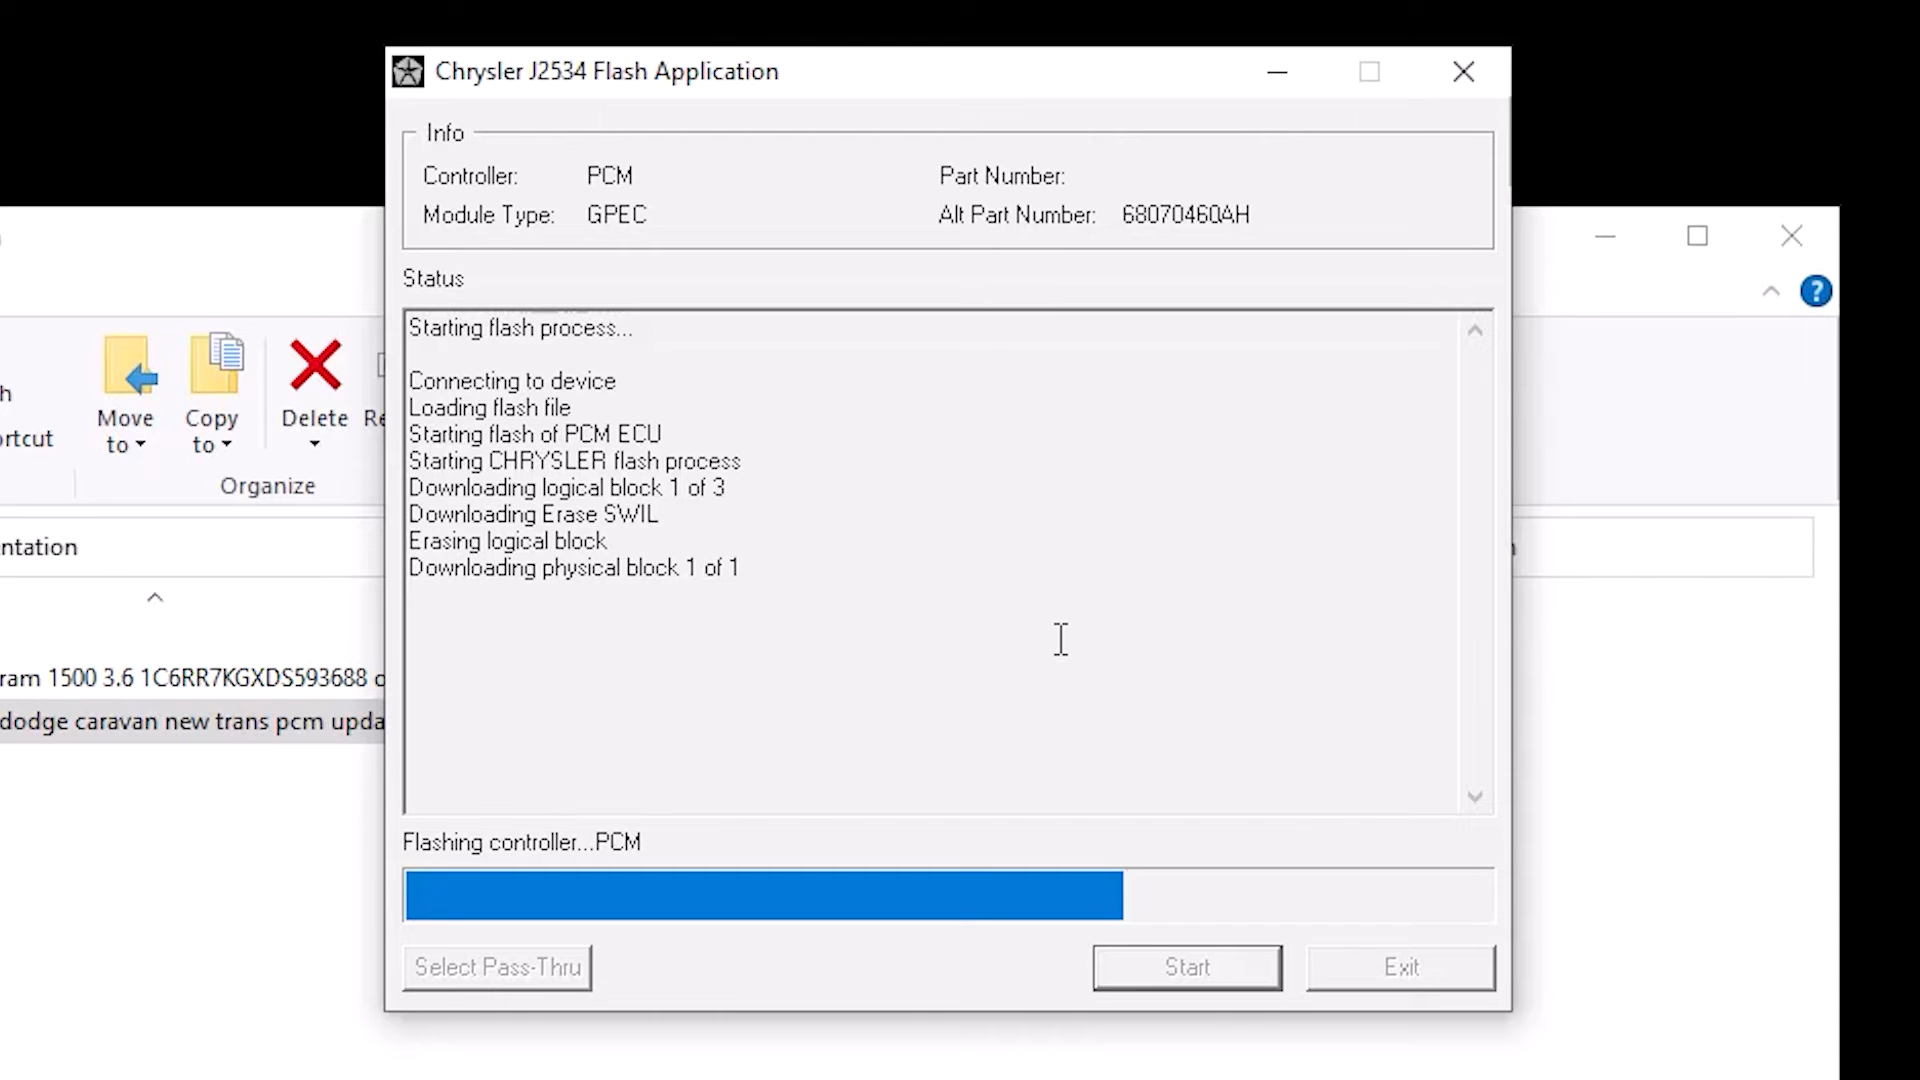 Chrysler J2534 Flash Application
Info
Controller: PCM Part Number:
Module Type: GPEC Alt Part Number: 68070460AH
Status
Starting flash process...
Connecting to device
Loading flash file
Starting flash of PCM ECU
Starting CHRYSLER flash process
Downloading logical block 1 of 3
Downloading Erase SWIL
Erasing logical block
Downloading physical block 1 of 1
Flashing controller...PCM
Select Pass-Thru Start Exit
?
Move to
Copy to
Delete
Organize
ram 1500 3.6 1C6RR7KGXDS593688
dodge caravan new trans pcm upda